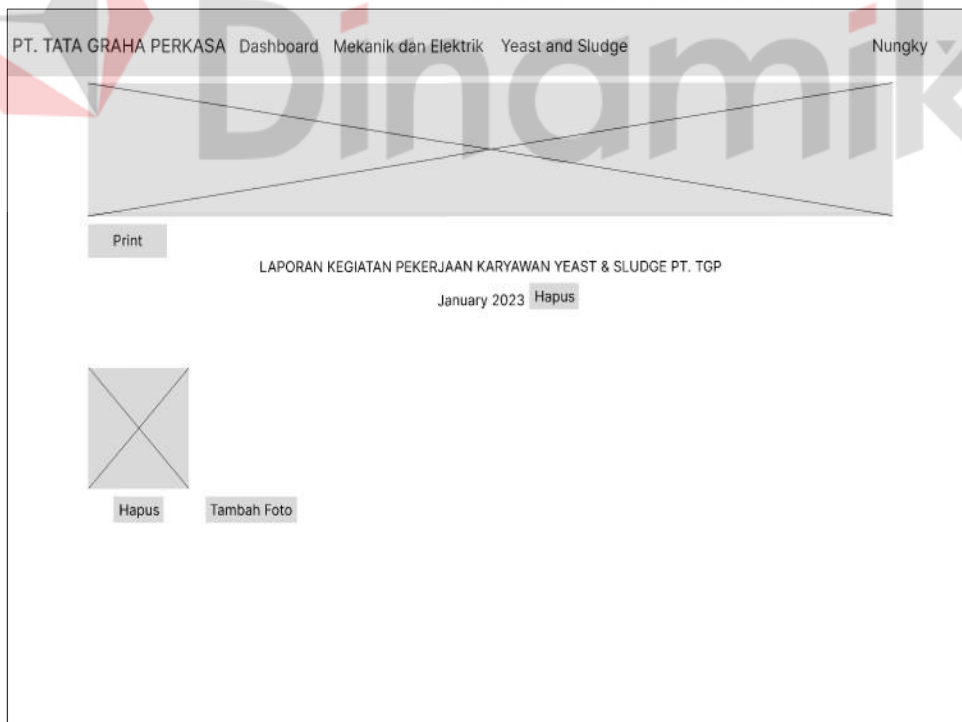 PT. TATA GRAHA PERKASA Dashboard Mekanik dan Elektrik Yeast and Sludge Nungky
Dinamik
Print
LAPORAN KEGIATAN PEKERJAAN KARYAWAN YEAST & SLUDGE PT. TGP
January 2023 Hapus
Hapus Tambah Foto